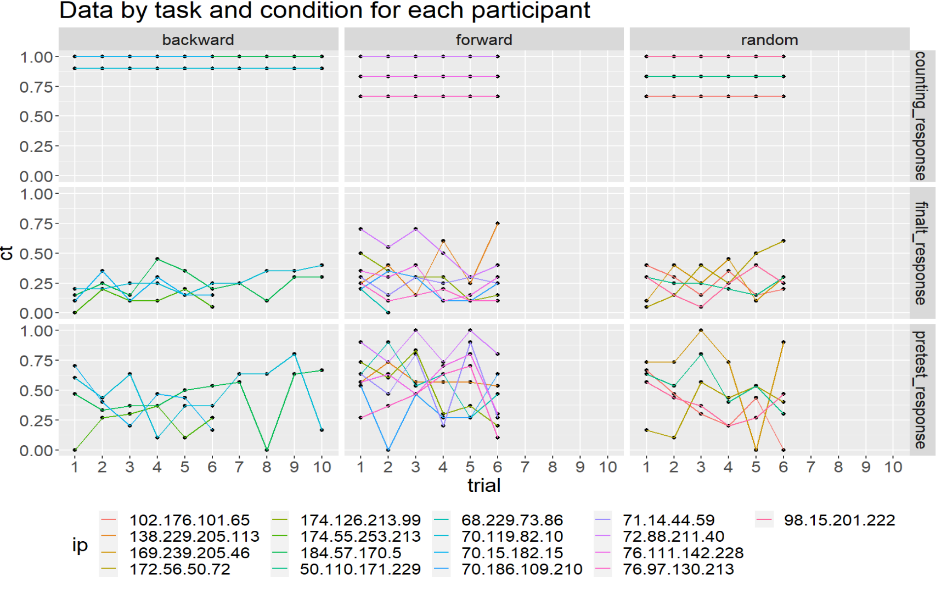 Data by task and condition for each participant
backward forward random
1.00
0.75
0.50
0.25
0.00
counting_response
1.00
0.75
0.50
0.25
0.00
finalt_response
ct
1.00
0.75
0.50
0.25
0.00
pretest_response
1 2 3 4 5 6 7 8 9 10 1 2 3 4 5 6 7 8 9 10 1 2 3 4 5 6 7 8 9 10
trial
ip
102.176.101.65 174.126.213.99 68.229.73.86 71.14.44.59 98.15.201.222
138.229.205.113 174.55.253.213 70.119.82.10 72.88.211.40
169.239.205.46 184.57.170.5 70.15.182.15 76.111.142.228
172.56.50.72 50.110.171.229 70.186.109.210 76.97.130.213